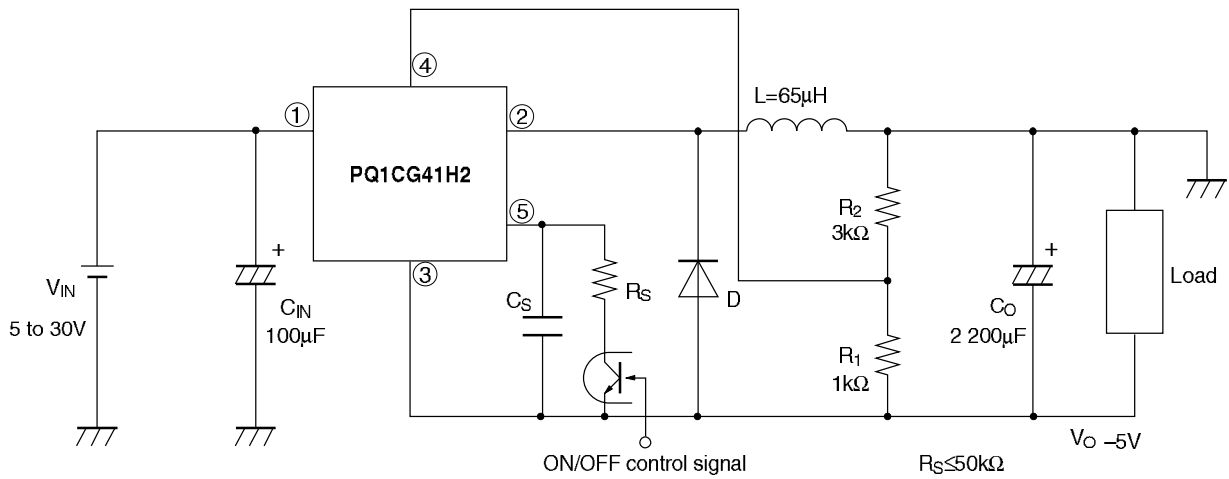 ④
L=65μH
①
②
PQ1CG41H2
R2
3kΩ
⑤
+
+
③
VIN
5 to 30V
CIN
100μF
CS
RS
D
R1
1kΩ
CO
2 200μF
Load
VO –5V
ON/OFF control signal
RS≤50kΩ